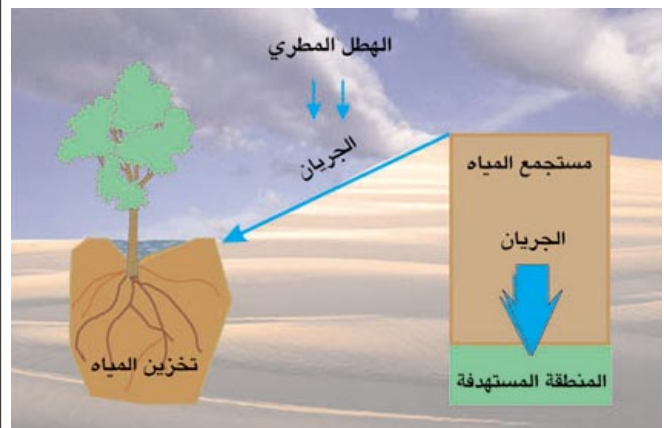 الهطل المطري
الجريان
مستجمع المياه
الجريان
المنطقة المستهدفة
تخزين المياه